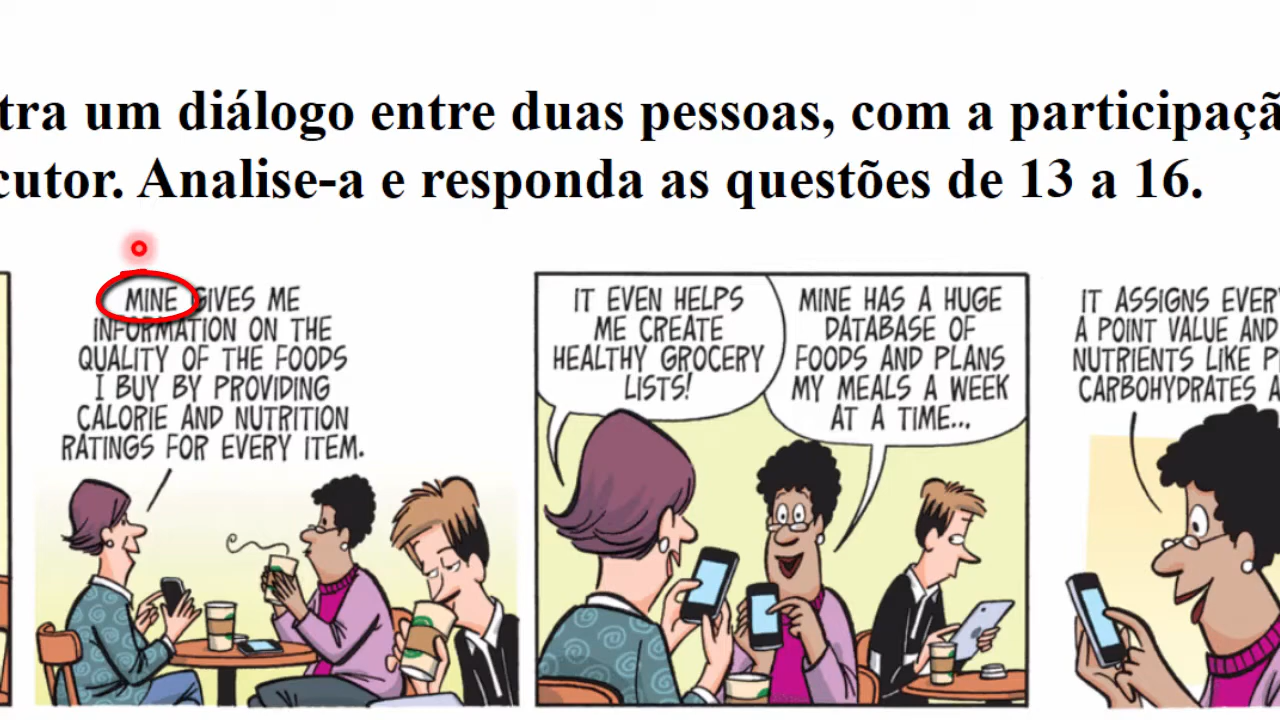 tra um diálogo entre duas pessoas, com a participaçã
cutor. Analise-a e responda as questões de 13 a 16.
MINE GIVES ME
INFORMATION ON THE
QUALITY OF THE FOODS
I BUY BY PROVIDING
CALORIE AND NUTRITION
RATINGS FOR EVERY ITEM.
IT EVEN HELPS
ME CREATE
HEALTHY GROCERY
LISTS!
MINE HAS A HUGE
DATABASE OF
FOODS AND PLANS
MY MEALS A WEEK
AT A TIME...
IT ASSIGNS EVERY
A POINT VALUE AND
NUTRIENTS LIKE P
CARBOHYDRATES A